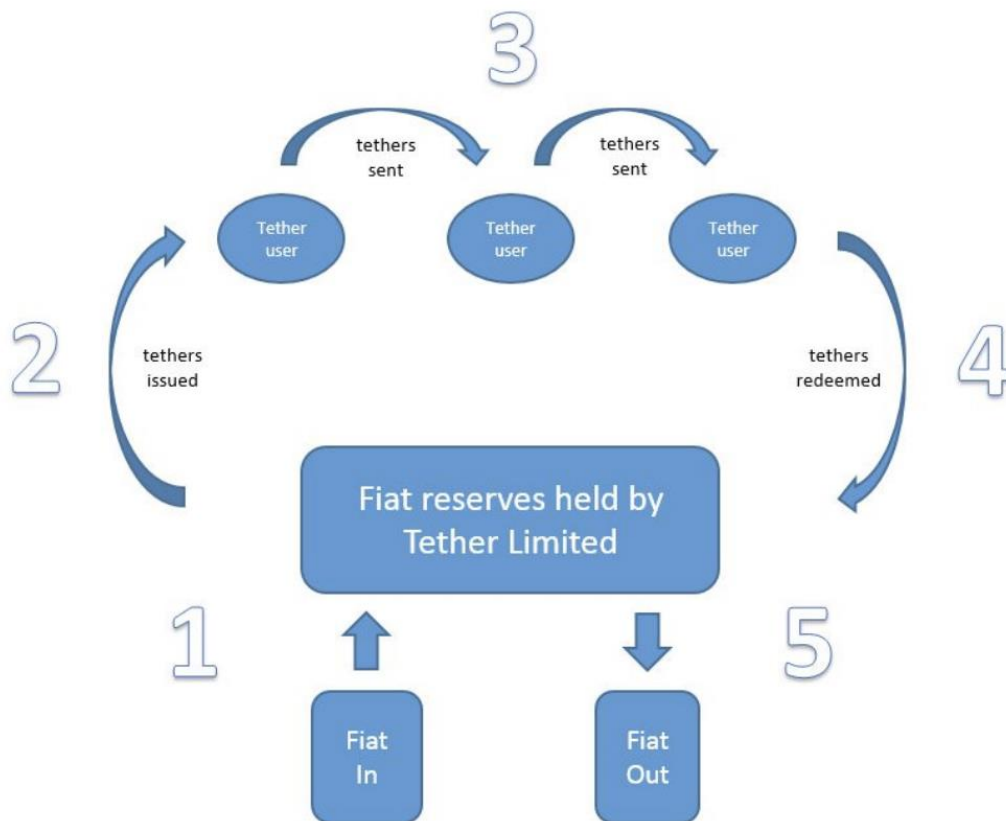 3
tethers
sent
tethers
sent
Tether
user
Tether
user
Tether
user
2
tethers
issued
tethers
redeemed
4
Fiat reserves held by
Tether Limited
1
5
Fiat
In
Fiat
Out